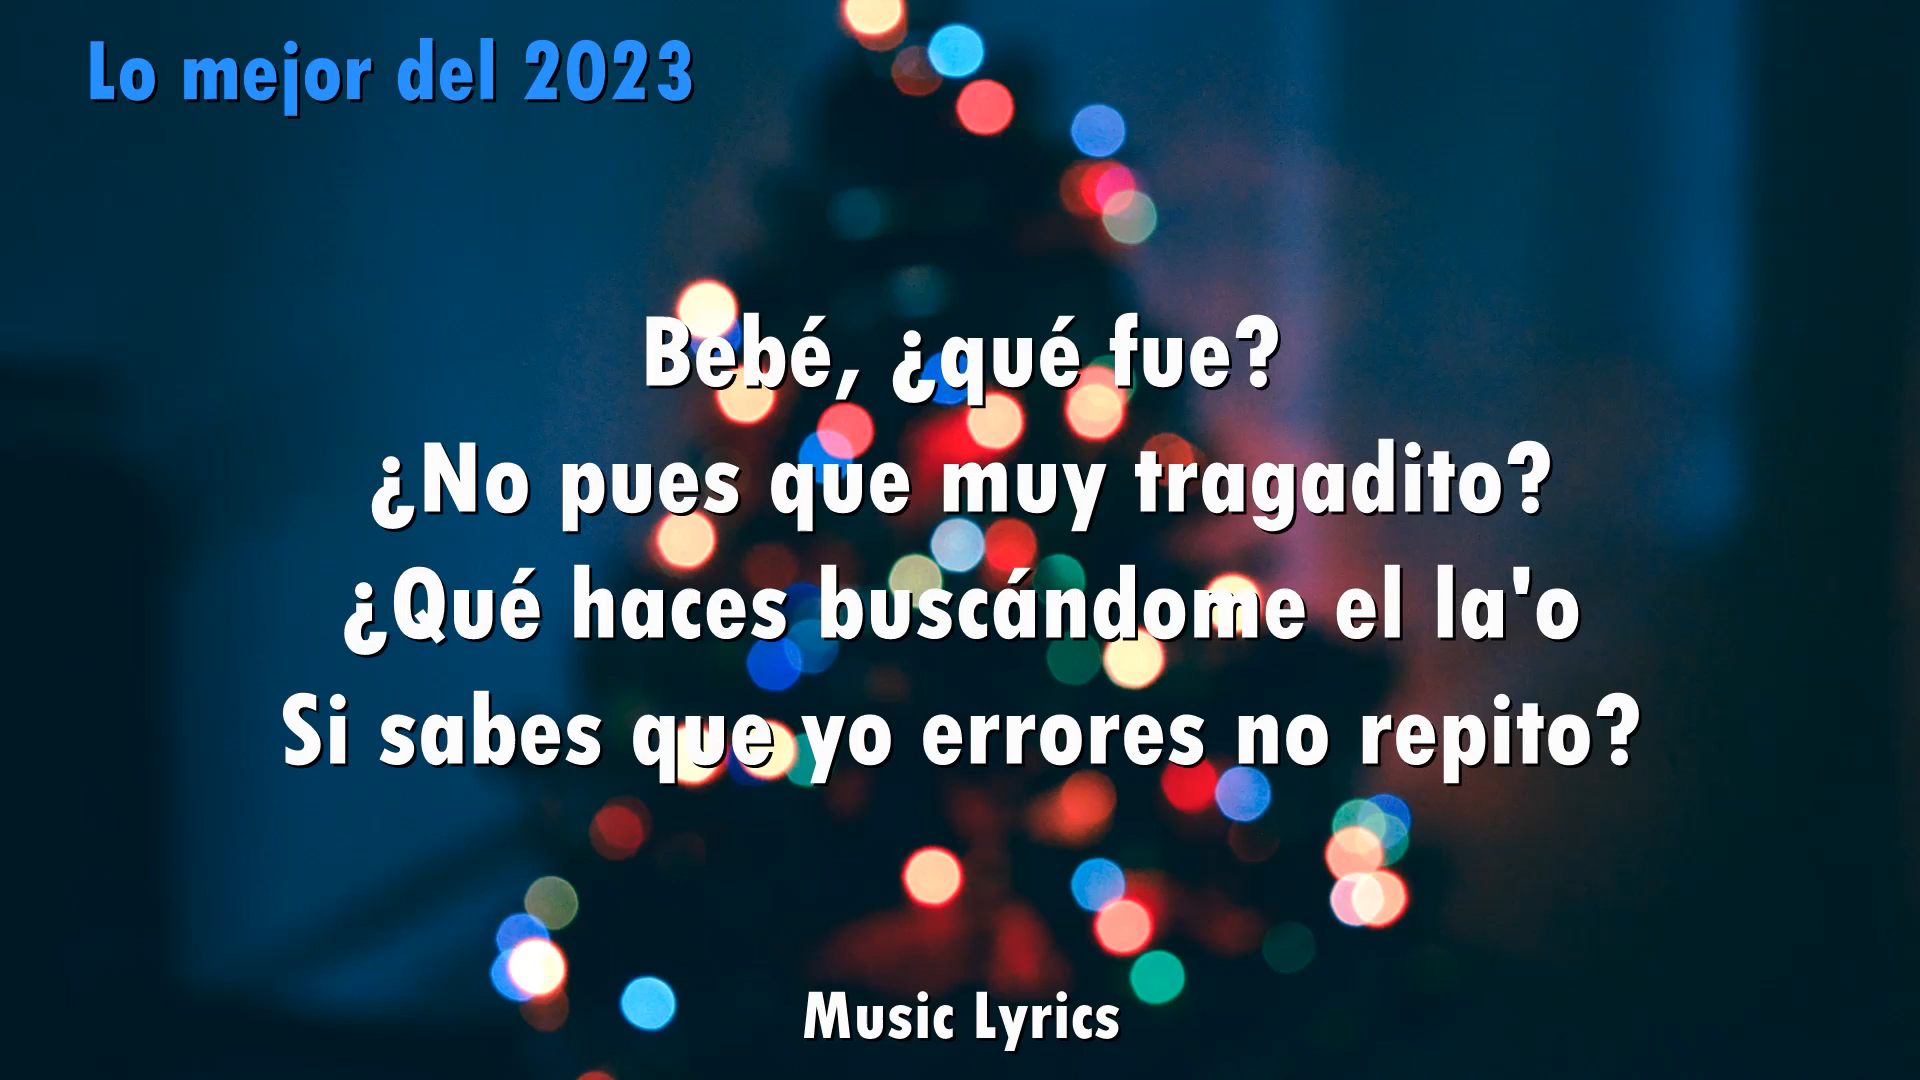 Lo mejor del 2023
Bebé, ¿qué fue?
¿No pues que muy tragadito?
¿Qué haces buscándome el la'o
Si sabes que yo errores no repito?
Music Lyrics